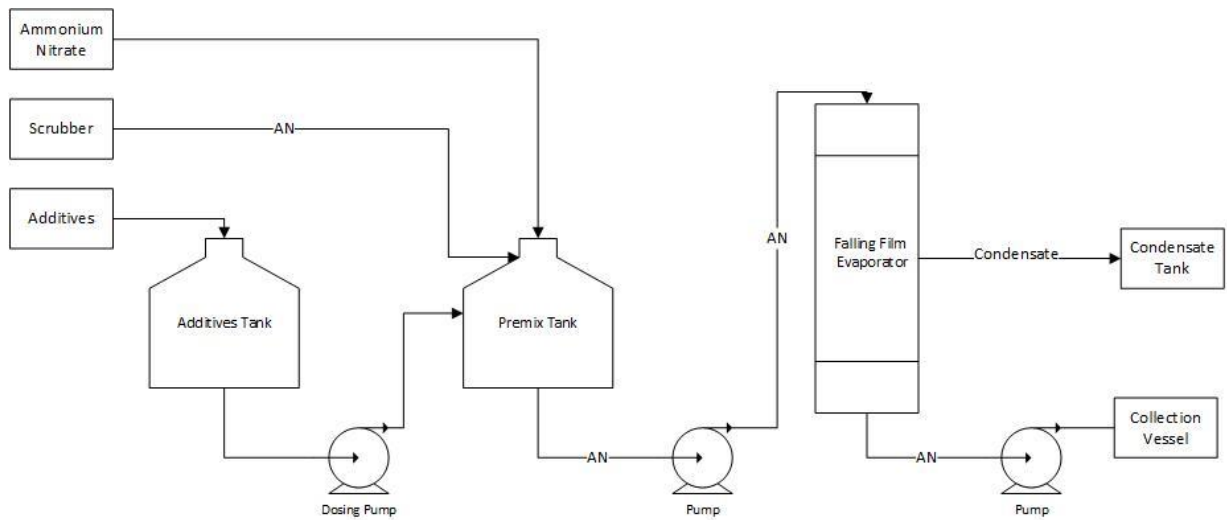 Ammonium
Nitrate
Scrubber
AN
Additives
Additives Tank
Premix Tank
AN
Falling Film
Evaporator
Condensate
Condensate
Tank
AN
AN
Collection
Vessel
Dosing Pump
Pump
Pump